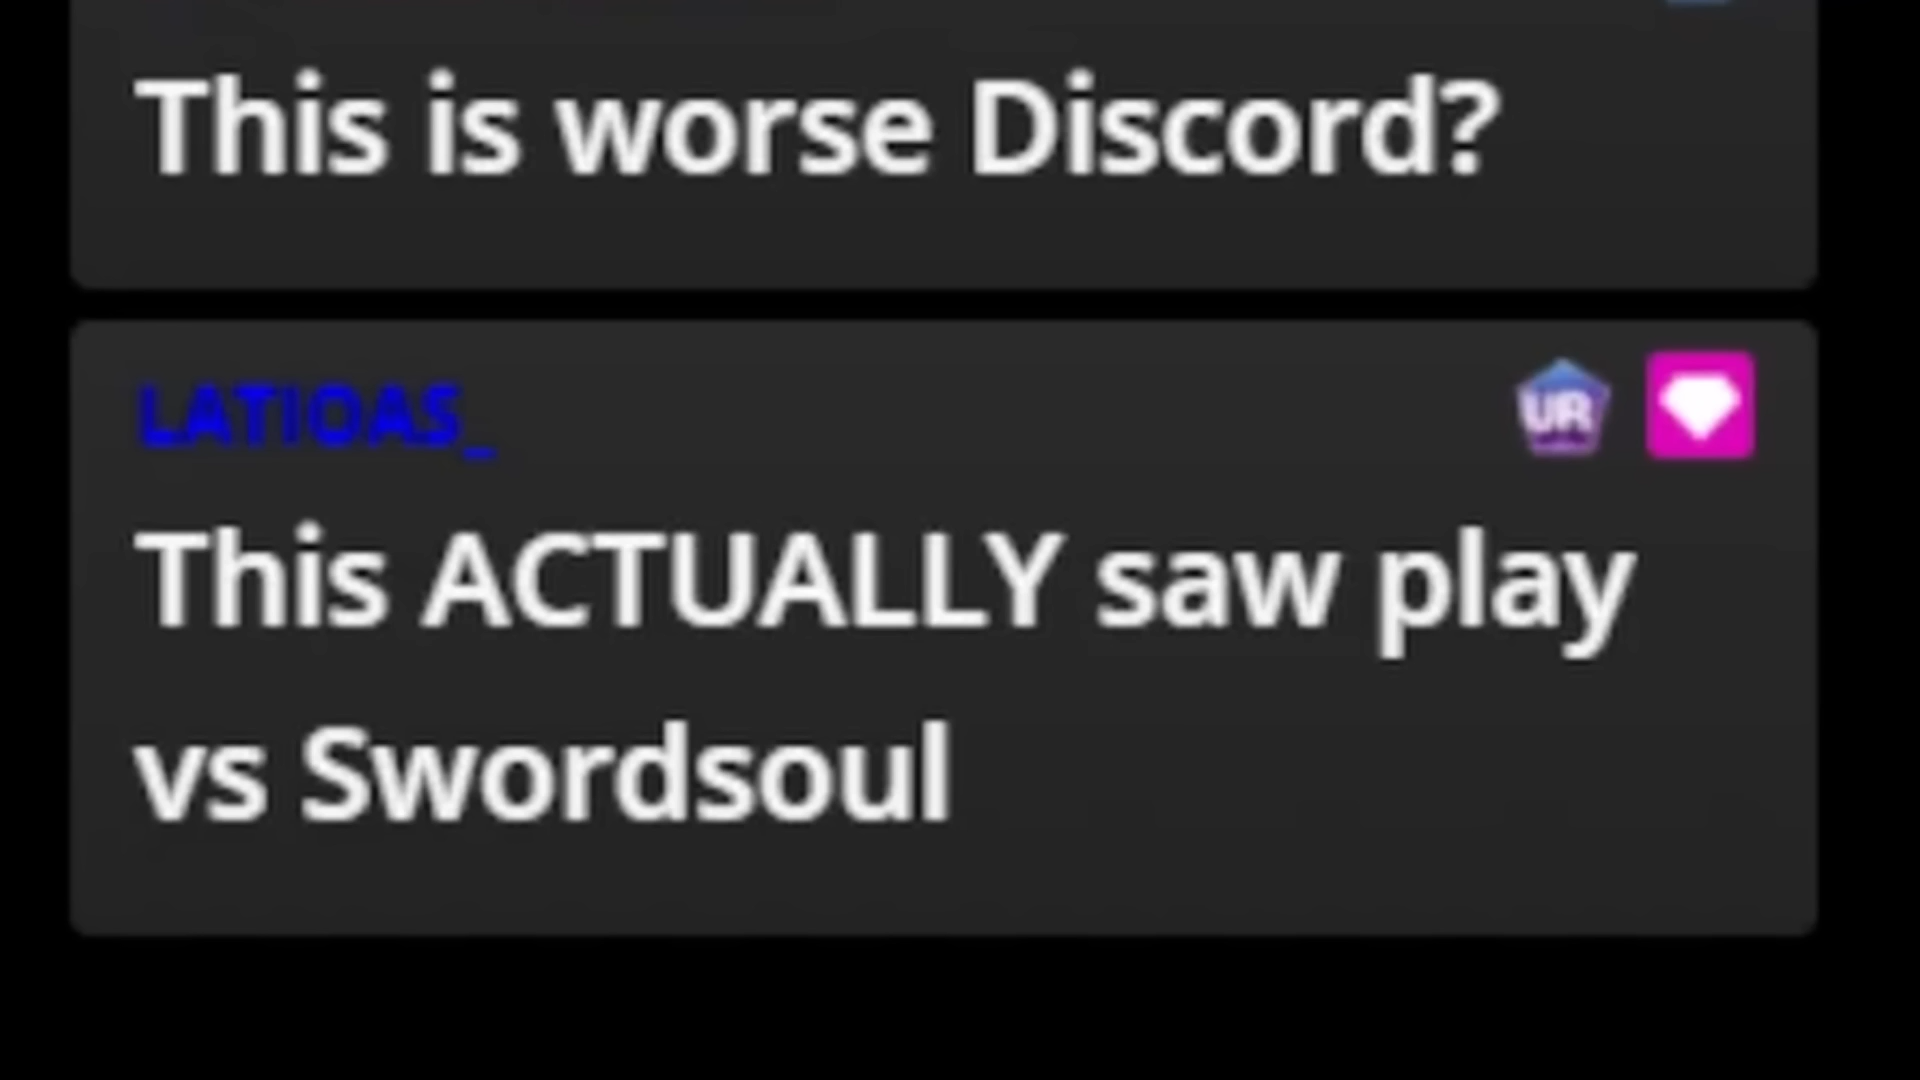 This is worse Discord?
LATIOAS_
UR
This ACTUALLY saw play
vs Swordsoul